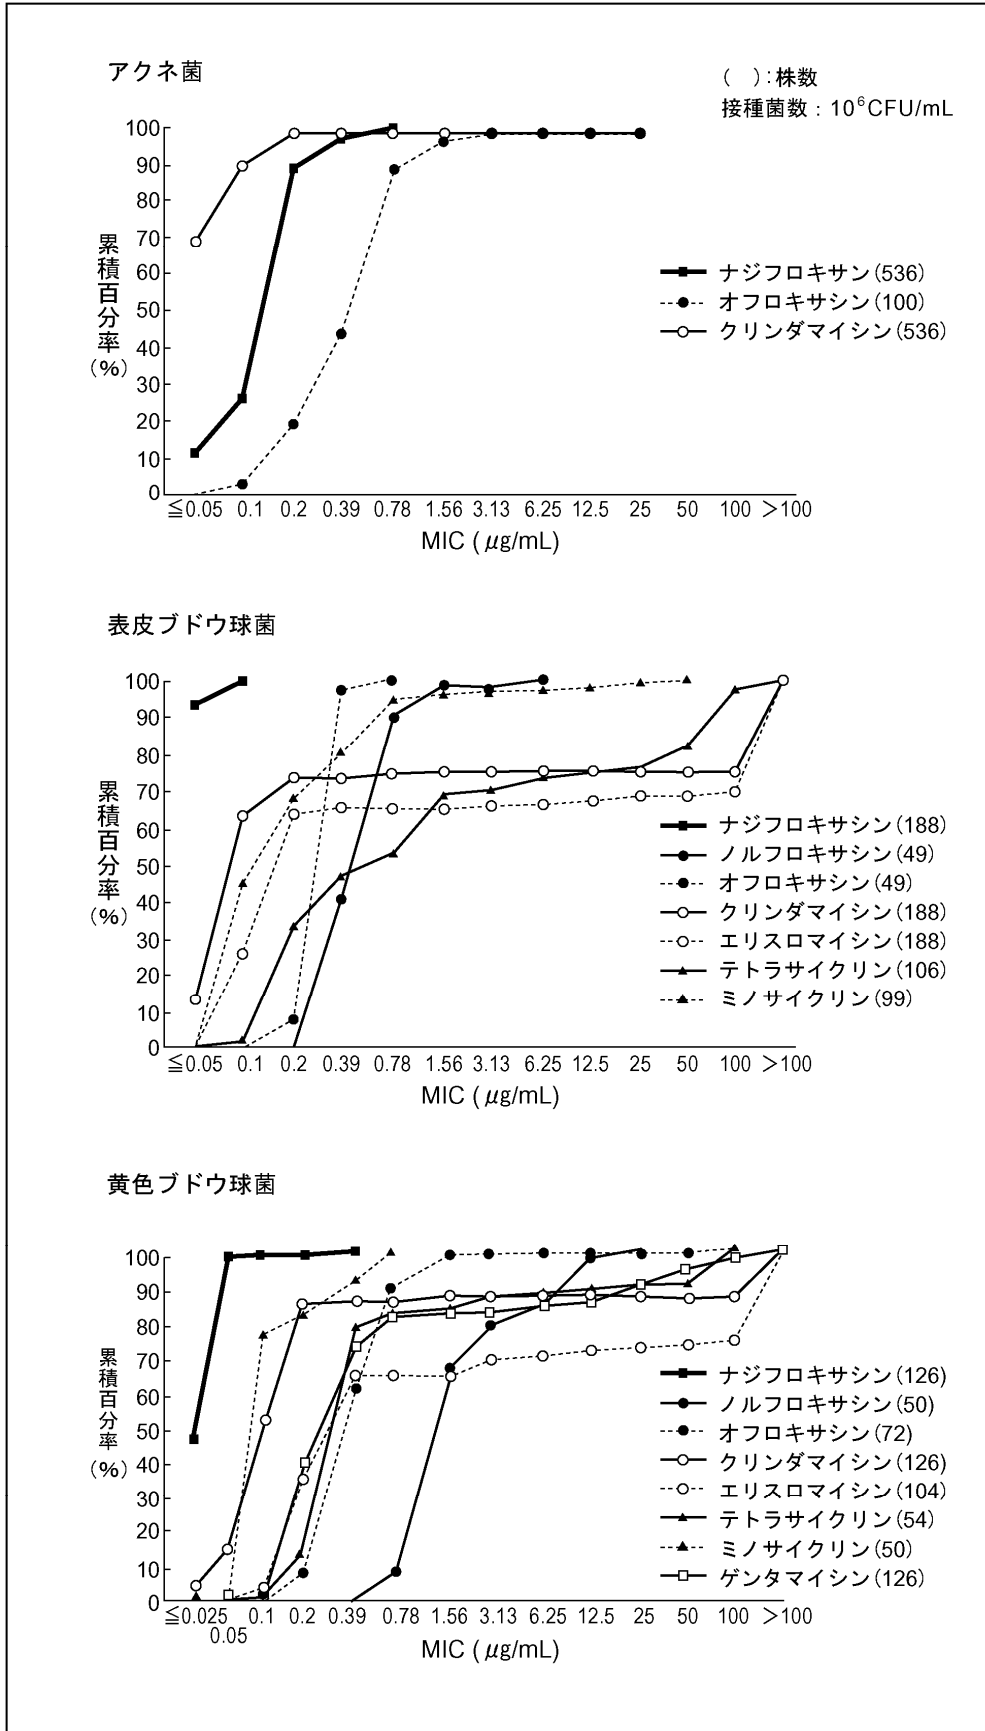 アクネ菌
(　):株数
接種菌数：10⁶CFU/mL
100
90
80
70
60
50
40
30
20
10
0
累積百分率(%)
≦0.05 0.1 0.2 0.39 0.78 1.56 3.13 6.25 12.5 25 50 100 ＞100
MIC (μg/mL)
ナジフロキサン(536)
オフロキサシン(100)
クリンダマイシン(536)
表皮ブドウ球菌
100
90
80
70
60
50
40
30
20
10
0
累積百分率(%)
≦0.05 0.1 0.2 0.39 0.78 1.56 3.13 6.25 12.5 25 50 100 ＞100
MIC (μg/mL)
ナジフロキサシン(188)
ノルフロキサシン(49)
オフロキサシン(49)
クリンダマイシン(188)
エリスロマイシン(188)
テトラサイクリン(106)
ミノサイクリン(99)
黄色ブドウ球菌
100
90
80
70
60
50
40
30
20
10
0
累積百分率(%)
≦0.025 0.1 0.2 0.39 0.78 1.56 3.13 6.25 12.5 25 50 100 ＞100
0.05
MIC (μg/mL)
ナジフロキサシン(126)
ノルフロキサシン(50)
オフロキサシン(72)
クリンダマイシン(126)
エリスロマイシン(104)
テトラサイクリン(54)
ミノサイクリン(50)
ゲンタマイシン(126)